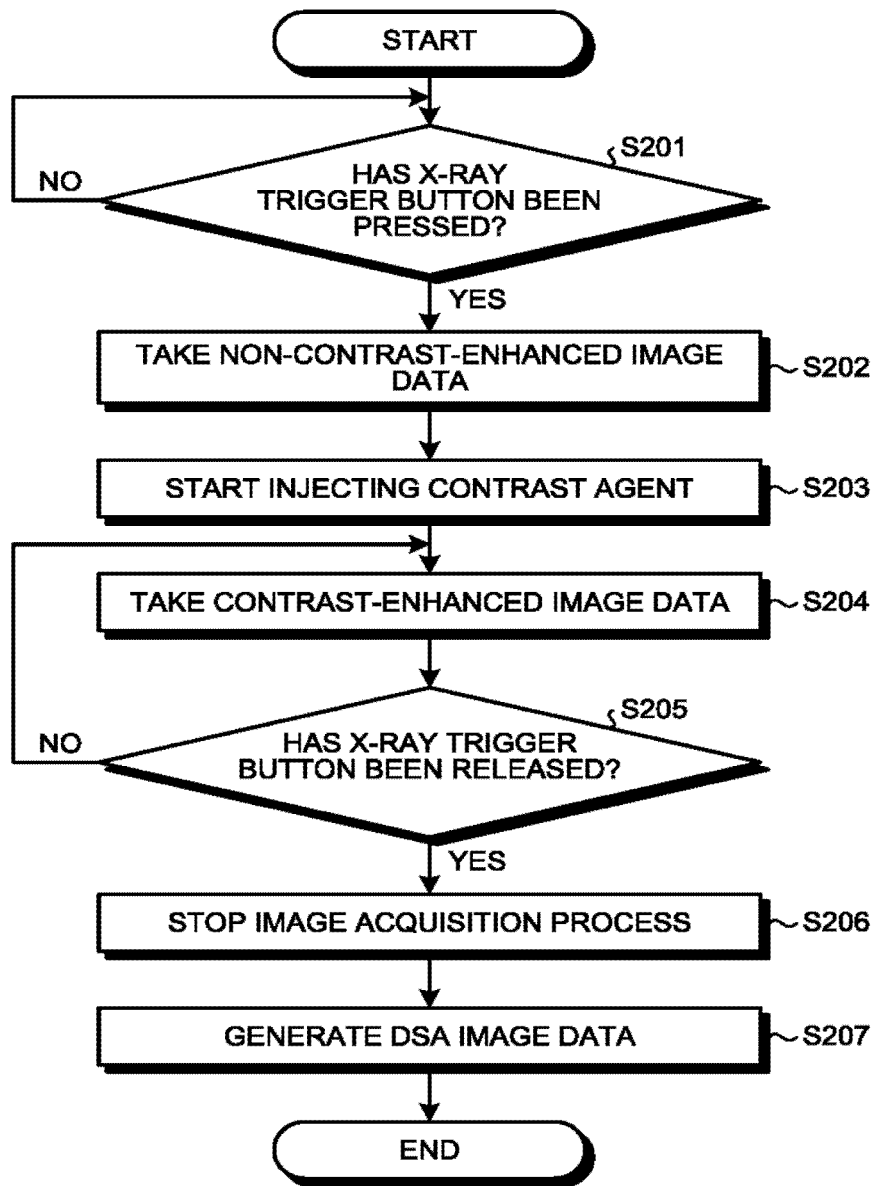 START
S201
HAS X-RAY
TRIGGER BUTTON BEEN
PRESSED?
NO
YES
TAKE NON-CONTRAST-ENHANCED IMAGE
DATA
S202
START INJECTING CONTRAST AGENT
S203
TAKE CONTRAST-ENHANCED IMAGE DATA
S204
S205
HAS X-RAY TRIGGER
BUTTON BEEN RELEASED?
NO
YES
STOP IMAGE ACQUISITION PROCESS
S206
GENERATE DSA IMAGE DATA
S207
END